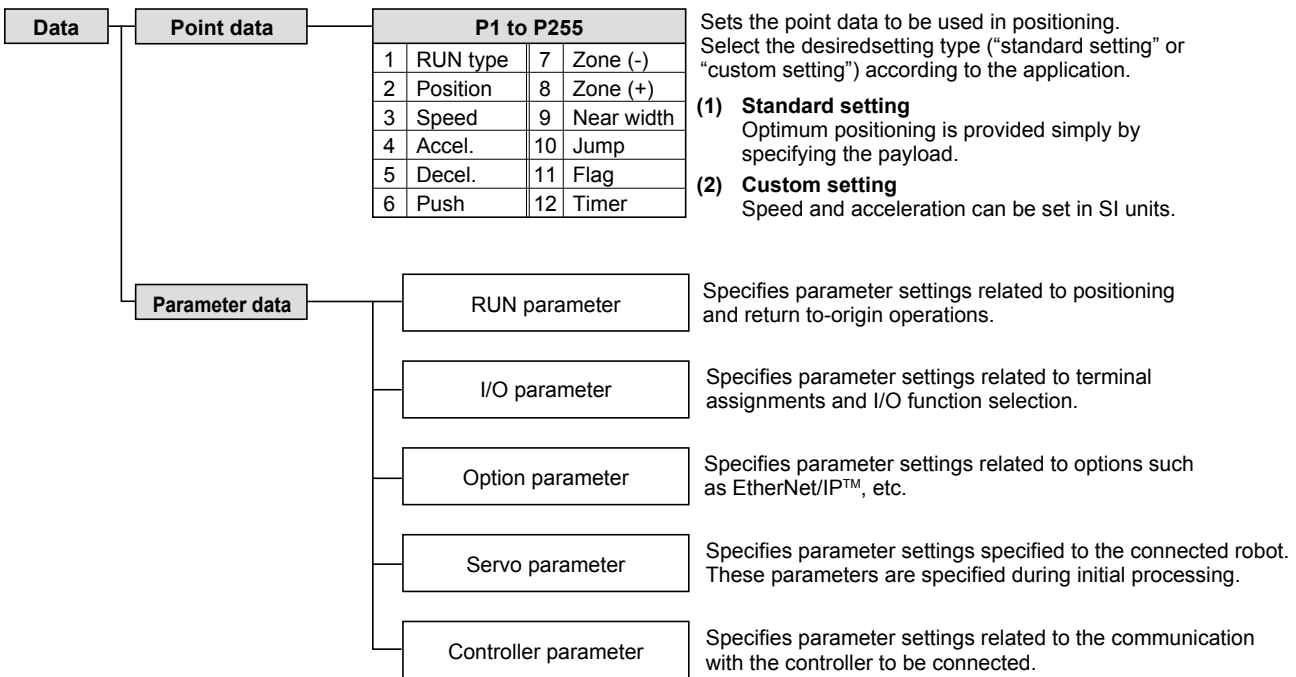 Data
Point data
P1 to P255
1 RUN type 7 Zone (-)
2 Position 8 Zone (+)
3 Speed 9 Near width
4 Accel. 10 Jump
5 Decel. 11 Flag
6 Push 12 Timer
Sets the point data to be used in positioning.
Select the desiredsetting type (“standard setting” or
“custom setting”) according to the application.
(1) Standard setting
Optimum positioning is provided simply by
specifying the payload.
(2) Custom setting
Speed and acceleration can be set in SI units.
Parameter data
RUN parameter
Specifies parameter settings related to positioning
and return to-origin operations.
I/O parameter
Specifies parameter settings related to terminal
assignments and I/O function selection.
Option parameter
Specifies parameter settings related to options such
as EtherNet/IP™, etc.
Servo parameter
Specifies parameter settings specified to the connected robot.
These parameters are specified during initial processing.
Controller parameter
Specifies parameter settings related to the communication
with the controller to be connected.